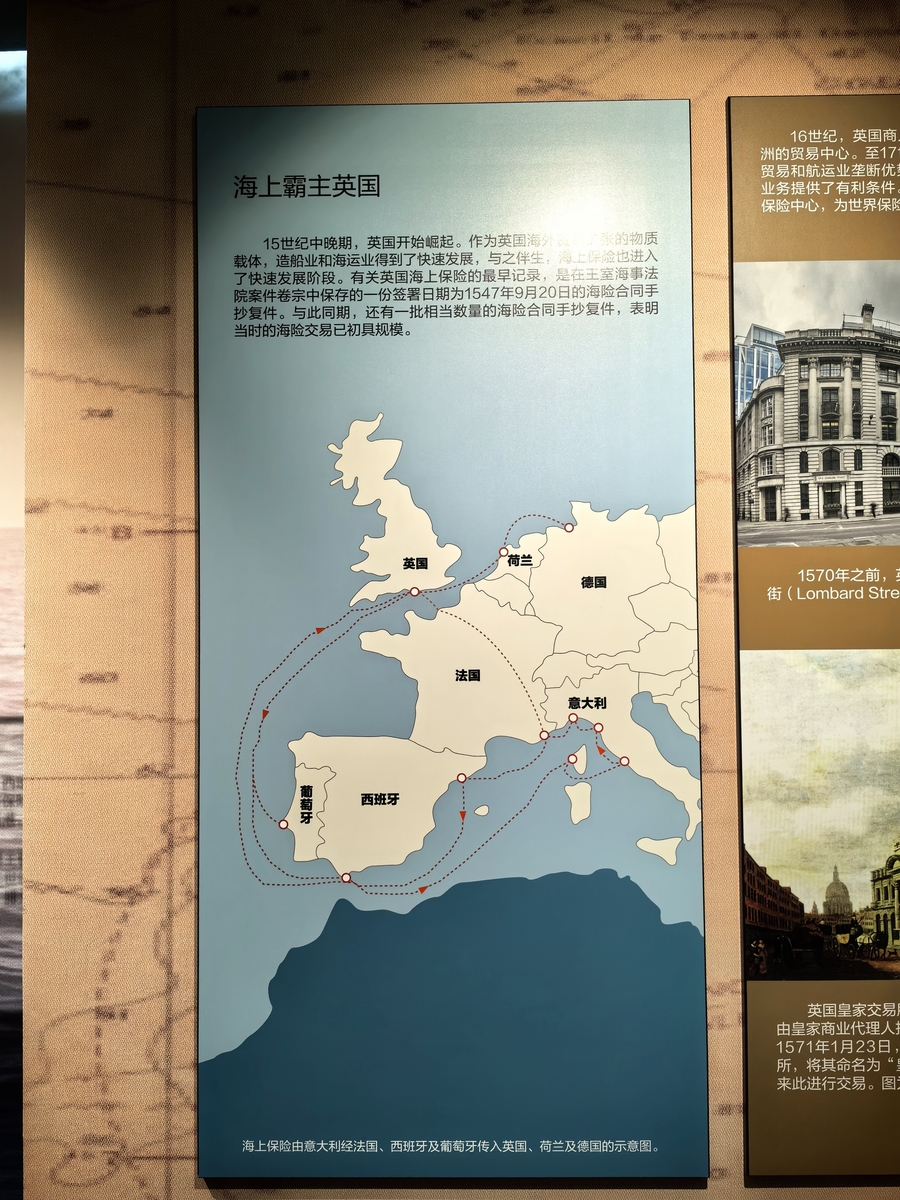 海上霸主英国
15世纪中晚期，英国开始崛起。作为英国海外张的物质
载体，造船业和海运业得到了快速发展，与之伴生，海上保险也进入
了快速发展阶段。有关英国海上保险的最早记录，是在王室海事法
院案件卷宗中保存的一份签署日期为1547年9月20日的海险合同手
抄复件。与此同期，还有一批相当数量的海险合同手抄复件，表明
当时的海险交易已初具规模。
英国
荷兰
德国
法国
意大利
葡萄牙
西班牙
海上保险由意大利经法国、西班牙及葡萄牙传入英国、荷兰及德国的示意图。
16世纪，英国商
洲的贸易中心。至171
贸易和航运业垄断优
业务提供了有利条件。
保险中心，为世界保险
1570年之前，英
街（Lombard Stre
英国皇家交易
由皇家商业代理人
1571年1月23日，
所，将其命名为“
来此进行交易。图